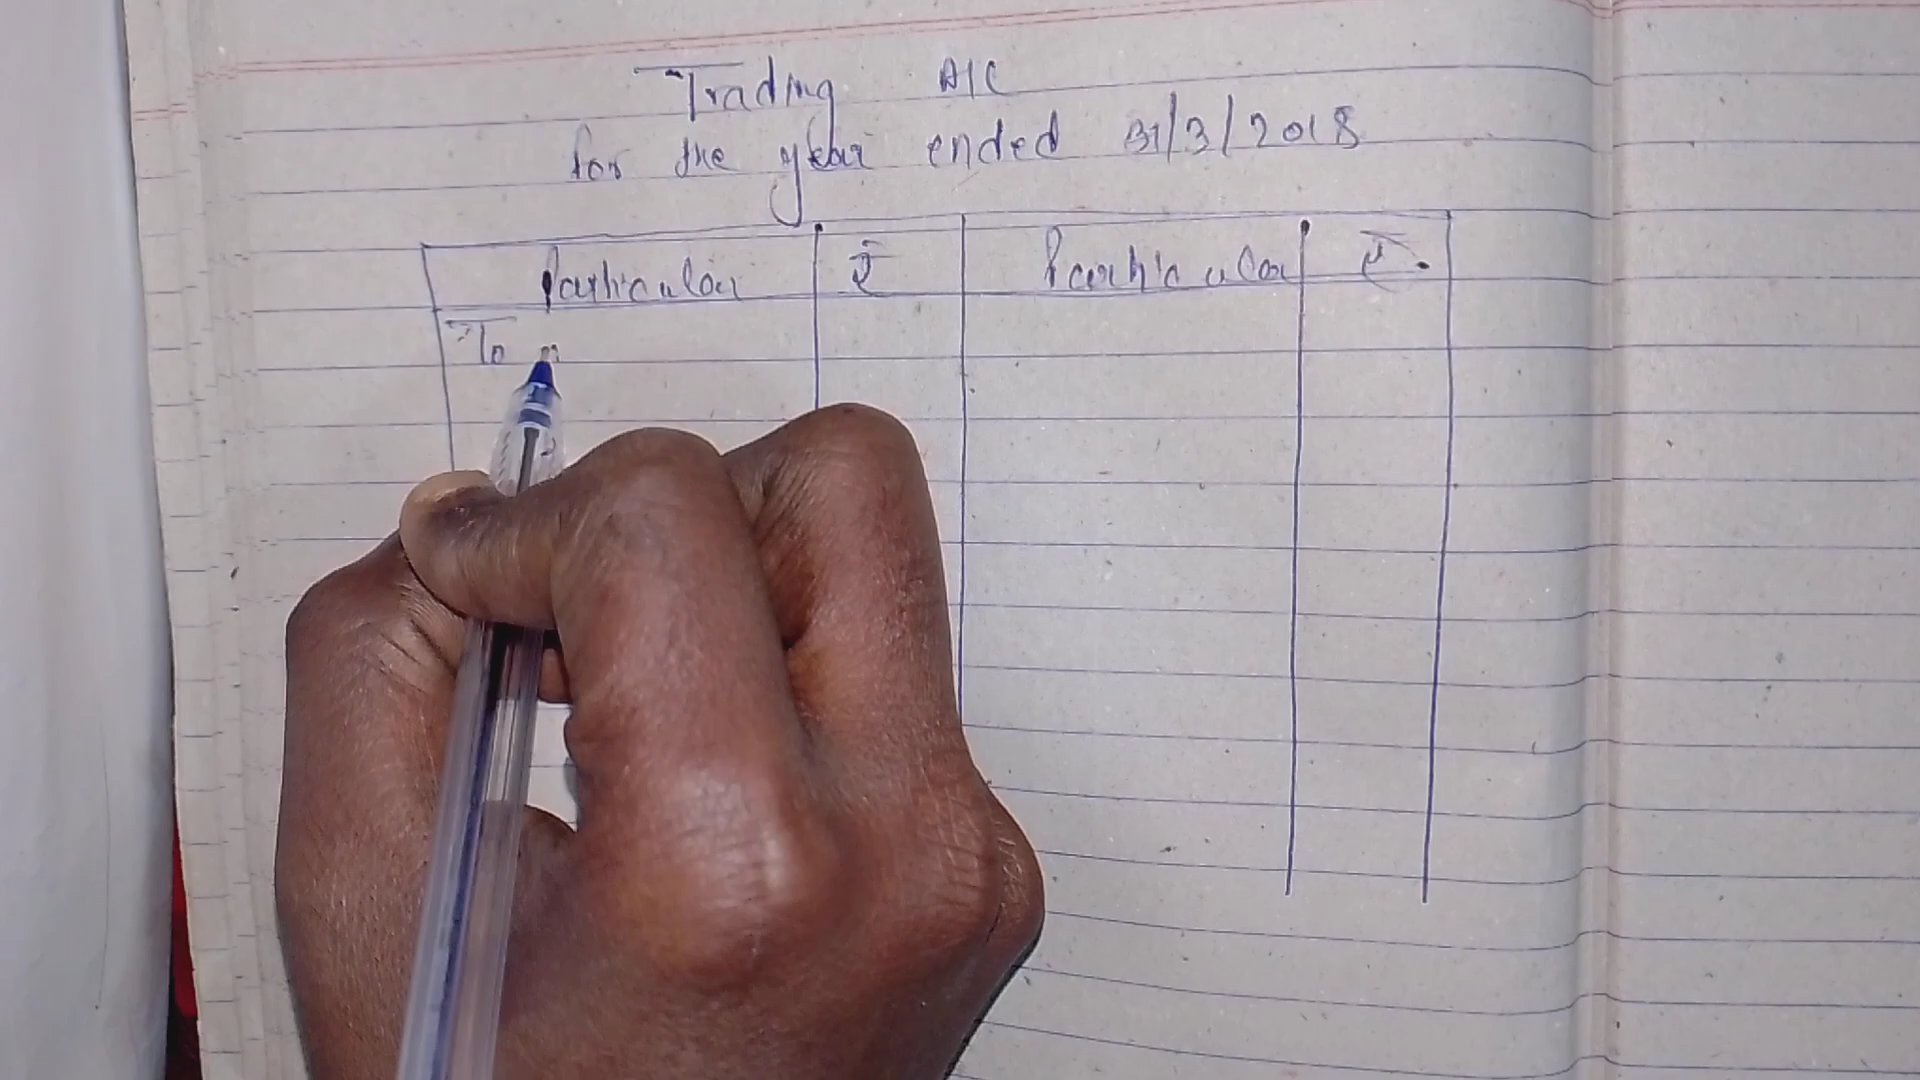 Trading A/C
for the year ended 31/3/2018
Particular ₹ Particular ₹
To